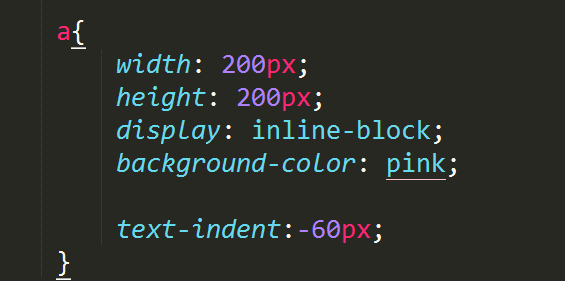 a{
width: 200px;
height: 200px;
display: inline-block;
background-color: pink;
text-indent:-60px;
}